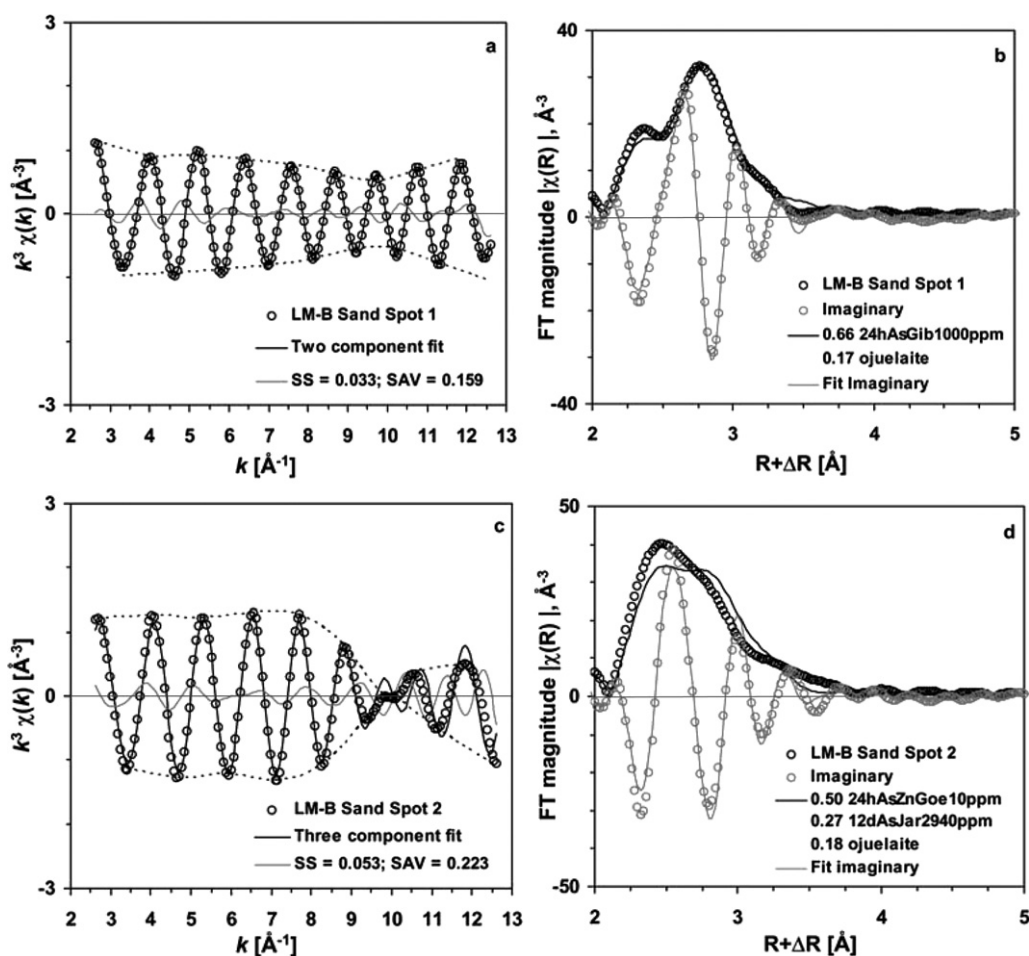 a
3
0
-3
k³ χ(k) [Å⁻³]
LM-B Sand Spot 1
Two component fit
SS = 0.033; SAV = 0.159
2 3 4 5 6 7 8 9 10 11 12 13
k [Å⁻¹]
b
40
0
-40
FT magnitude |χ(R) |, Å⁻³
LM-B Sand Spot 1
Imaginary
0.66 24hAsGib1000ppm
0.17 ojuelaite
Fit Imaginary
2 3 4 5
R+ΔR [Å]
c
3
0
-3
k³ χ(k) [Å⁻³]
LM-B Sand Spot 2
Three component fit
SS = 0.053; SAV = 0.223
2 3 4 5 6 7 8 9 10 11 12 13
k [Å⁻¹]
d
50
0
-50
FT magnitude |χ(R) |, Å⁻³
LM-B Sand Spot 2
Imaginary
0.50 24hAsZnGoe10ppm
0.27 12dAsJar2940ppm
0.18 ojuelaite
Fit imaginary
2 3 4 5
R+ΔR [Å]